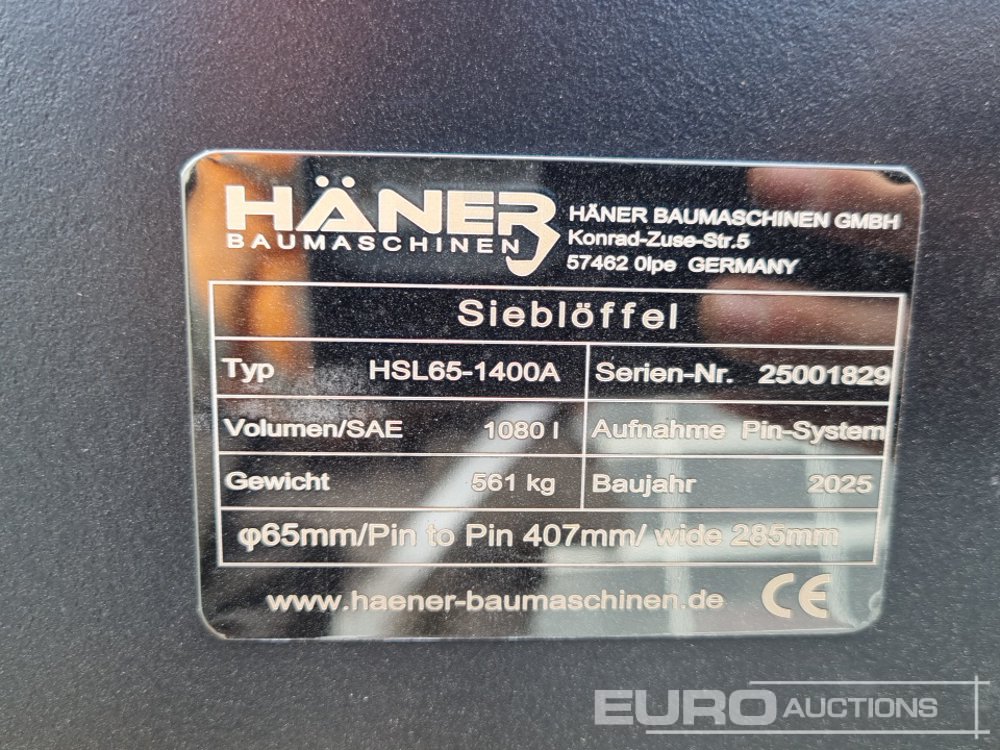 HÄNER
BAUMASCHINEN
HÄNER BAUMASCHINEN GMBH
Konrad-Zuse-Str.5
57462 Olpe GERMANY
Sieblöffel
Typ HSL65-1400A Serien-Nr. 25001829
Volumen/SAE 1080 l Aufnahme Pin-System
Gewicht 561 kg Baujahr 2025
φ65mm/Pin to Pin 407mm/ wide 285mm
www.haener-baumaschinen.de CE
EURO AUCTIONS